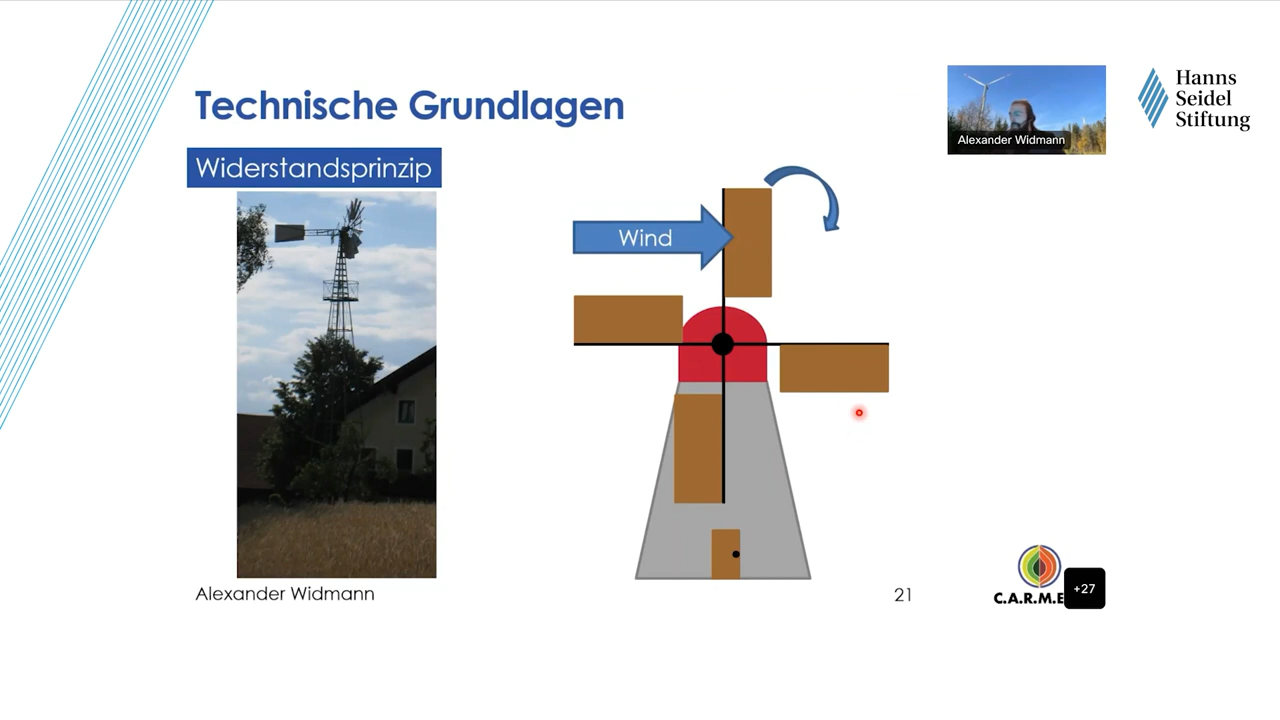 Technische Grundlagen
Widerstandsprinzip
Wind
Alexander Widmann
21
Alexander Widmann
Hanns
Seidel
Stiftung
C.A.R.M.E
+27